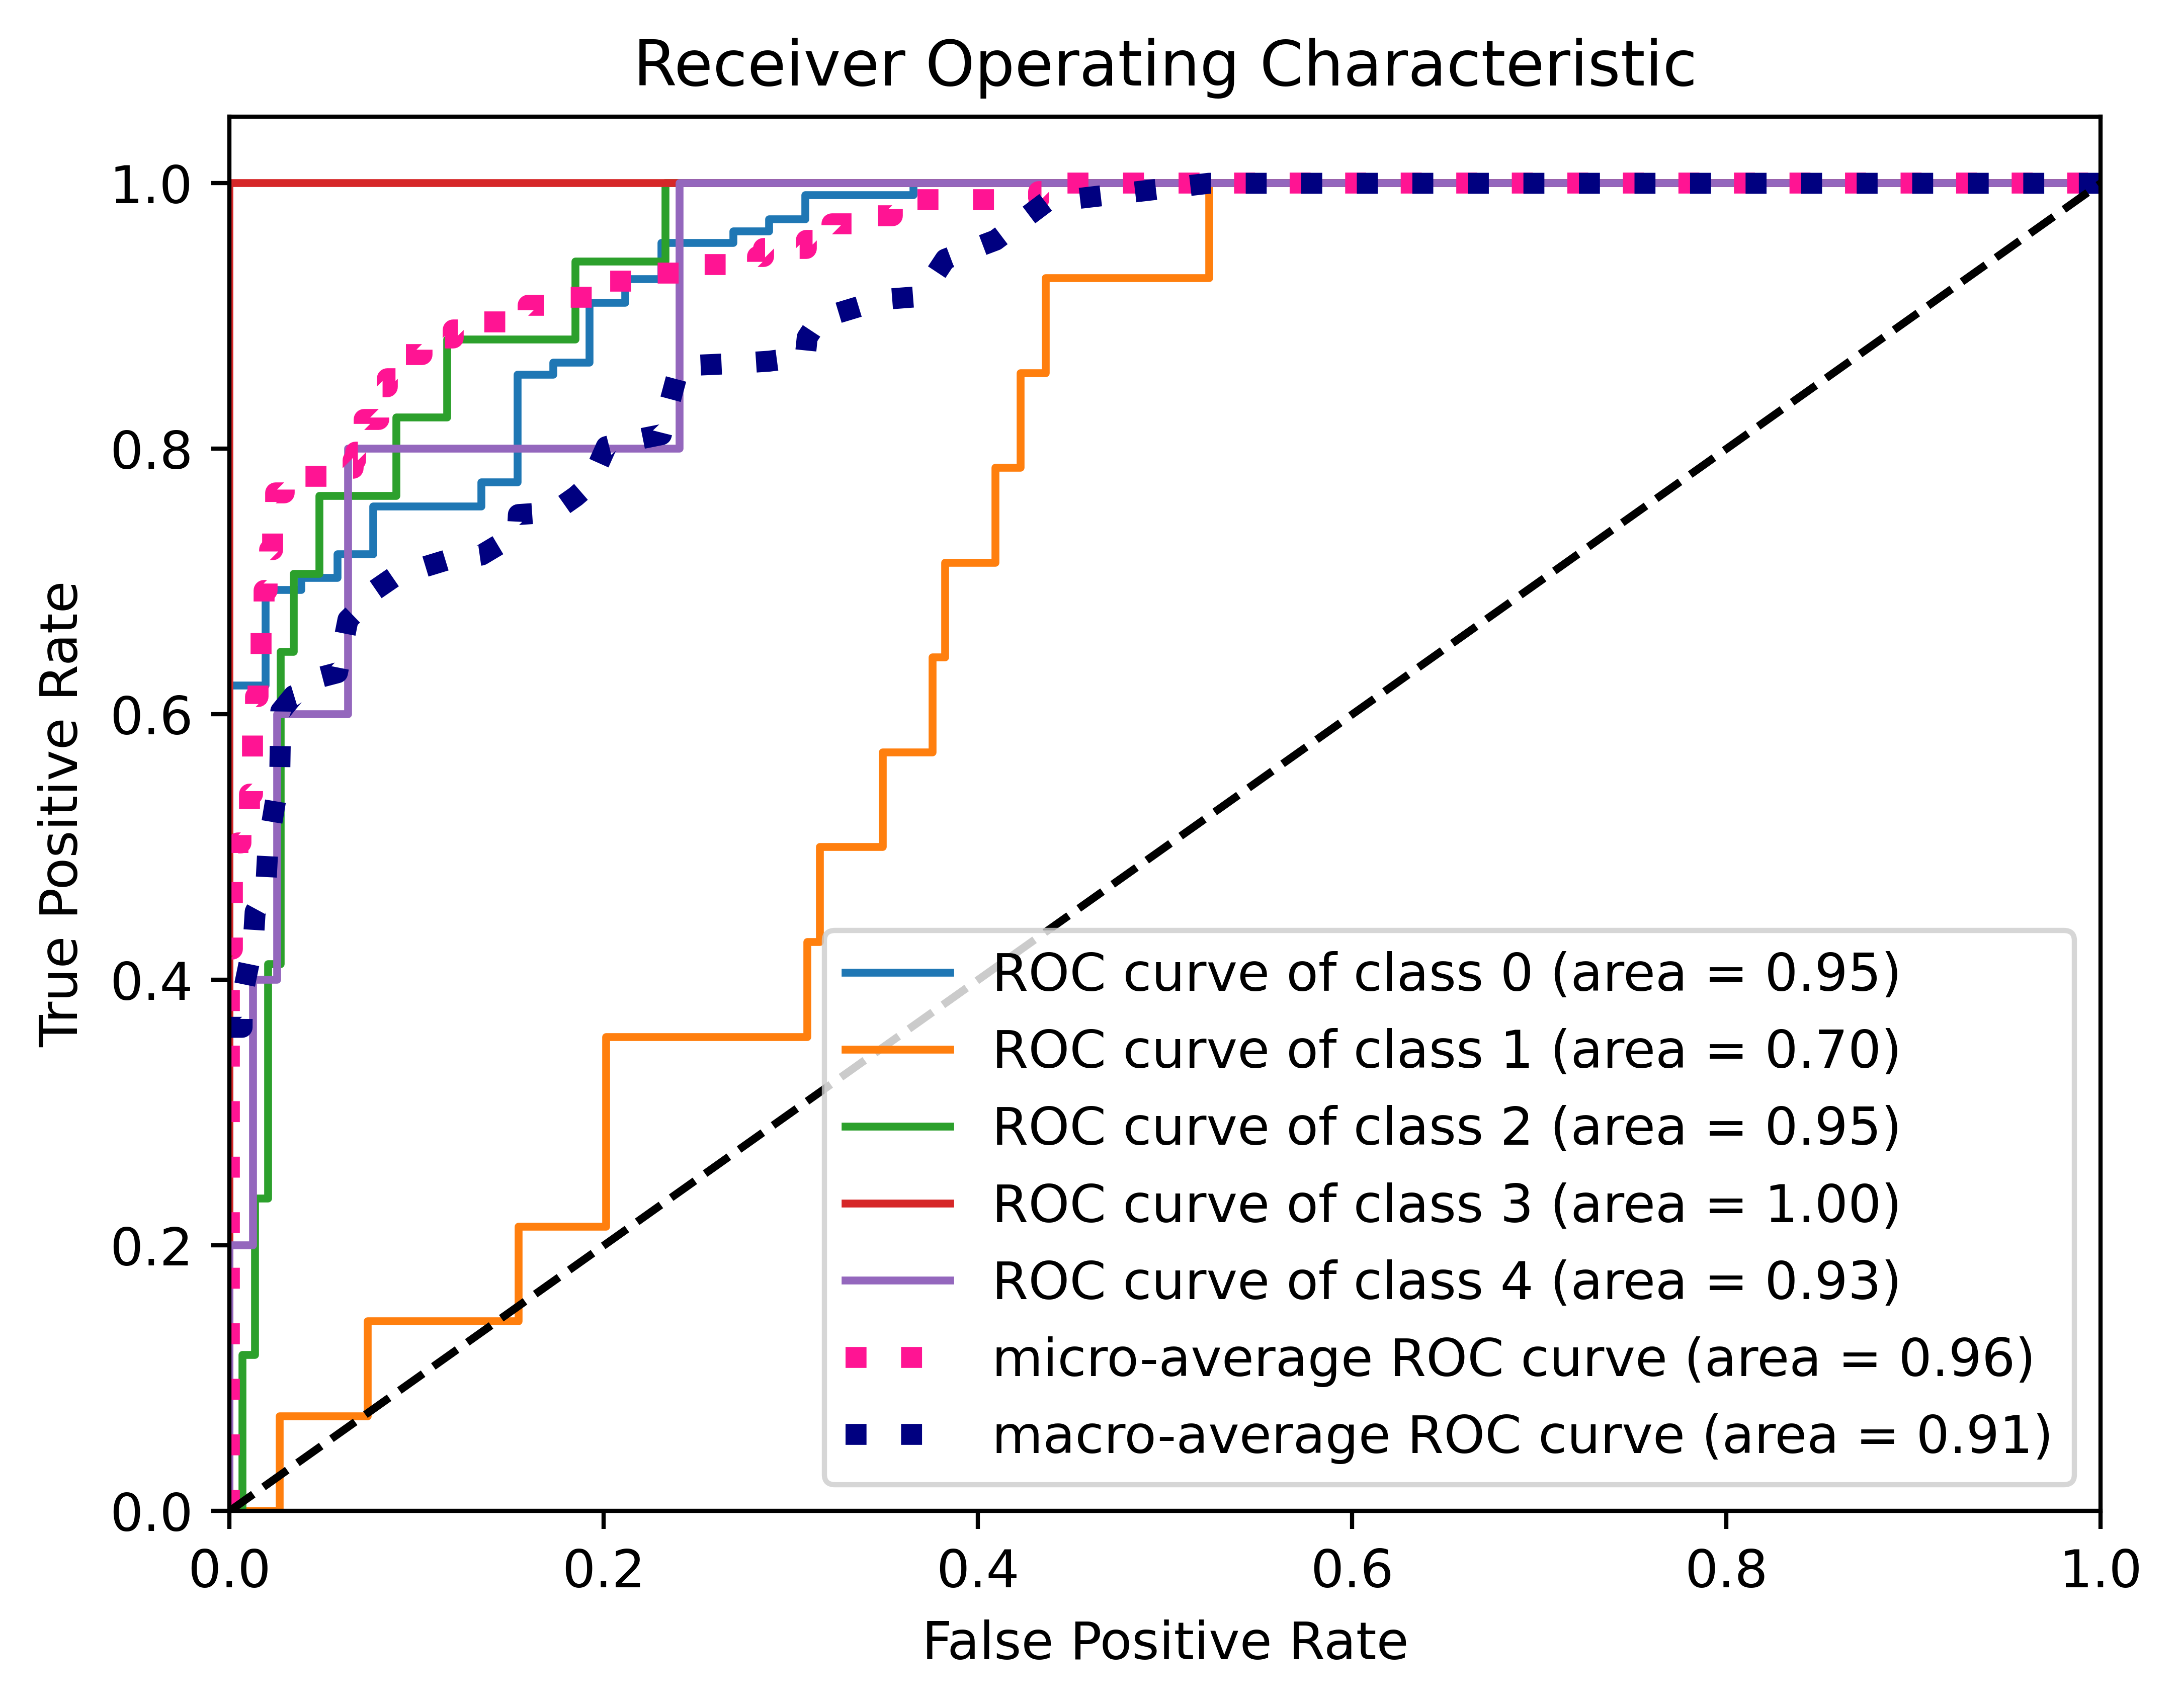 Receiver Operating Characteristic
1.0
0.8
0.6
0.4
0.2
0.0
True Positive Rate
ROC curve of class 0 (area = 0.95)
ROC curve of class 1 (area = 0.70)
ROC curve of class 2 (area = 0.95)
ROC curve of class 3 (area = 1.00)
ROC curve of class 4 (area = 0.93)
micro-average ROC curve (area = 0.96)
macro-average ROC curve (area = 0.91)
0.0 0.2 0.4 0.6 0.8 1.0
False Positive Rate